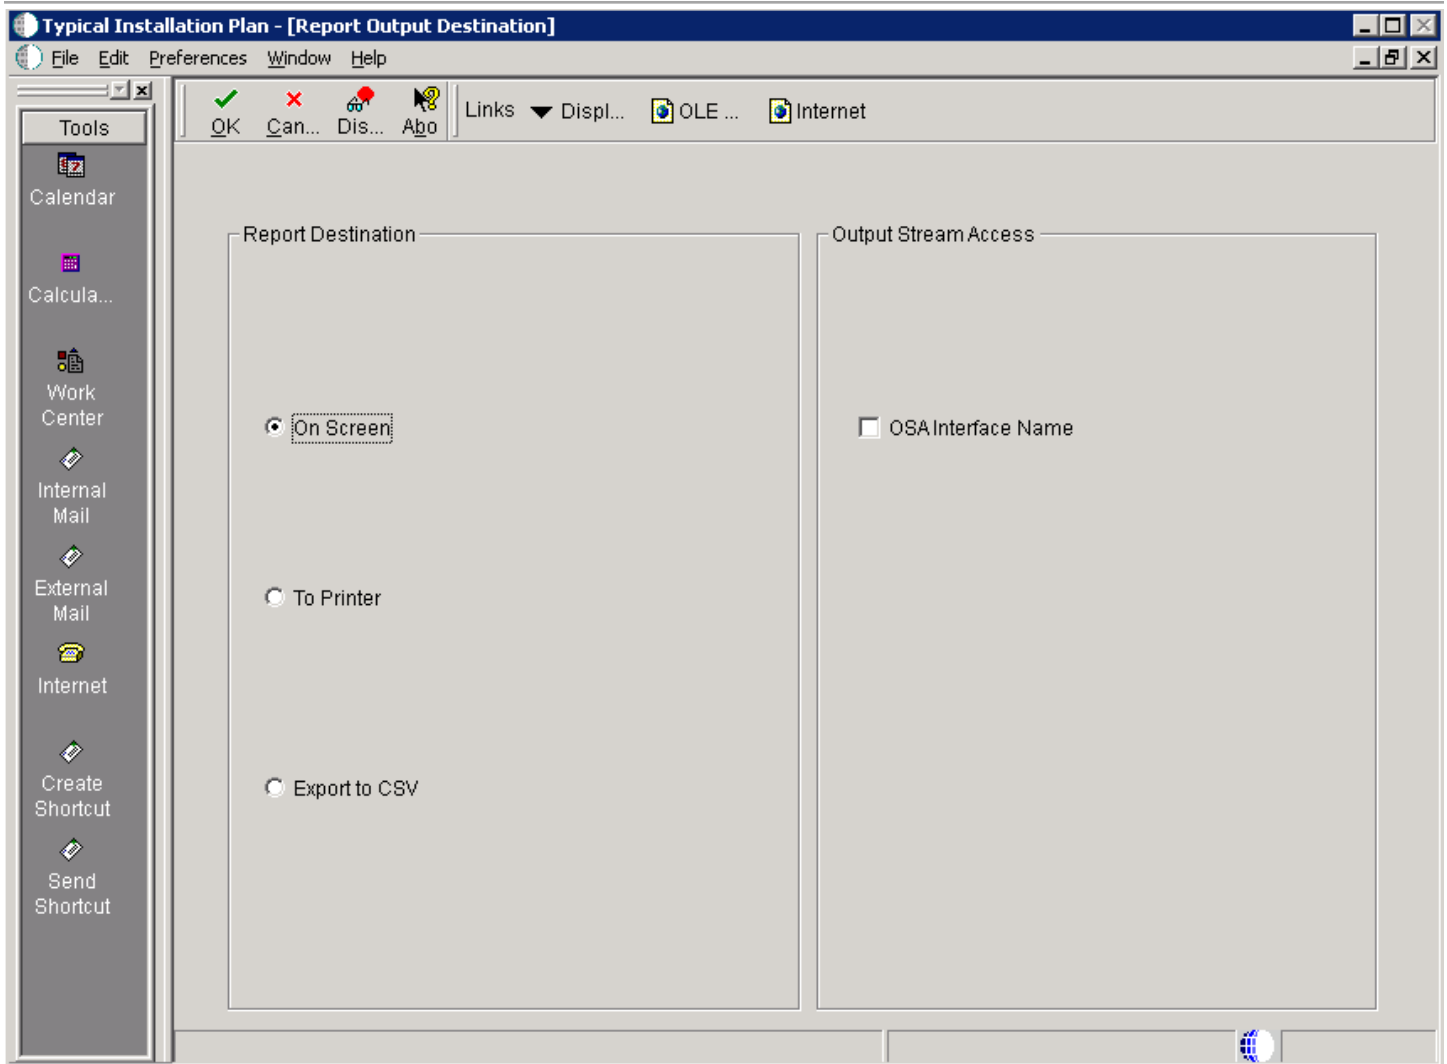 Typical Installation Plan - [Report Output Destination]
File Edit Preferences Window Help
Tools
OK Can... Dis... Abo Links Displ... OLE ... Internet
Calendar
Calcula...
Work
Center
Internal
Mail
External
Mail
Internet
Create
Shortcut
Send
Shortcut
Report Destination
On Screen
To Printer
Export to CSV
Output Stream Access
OSA Interface Name